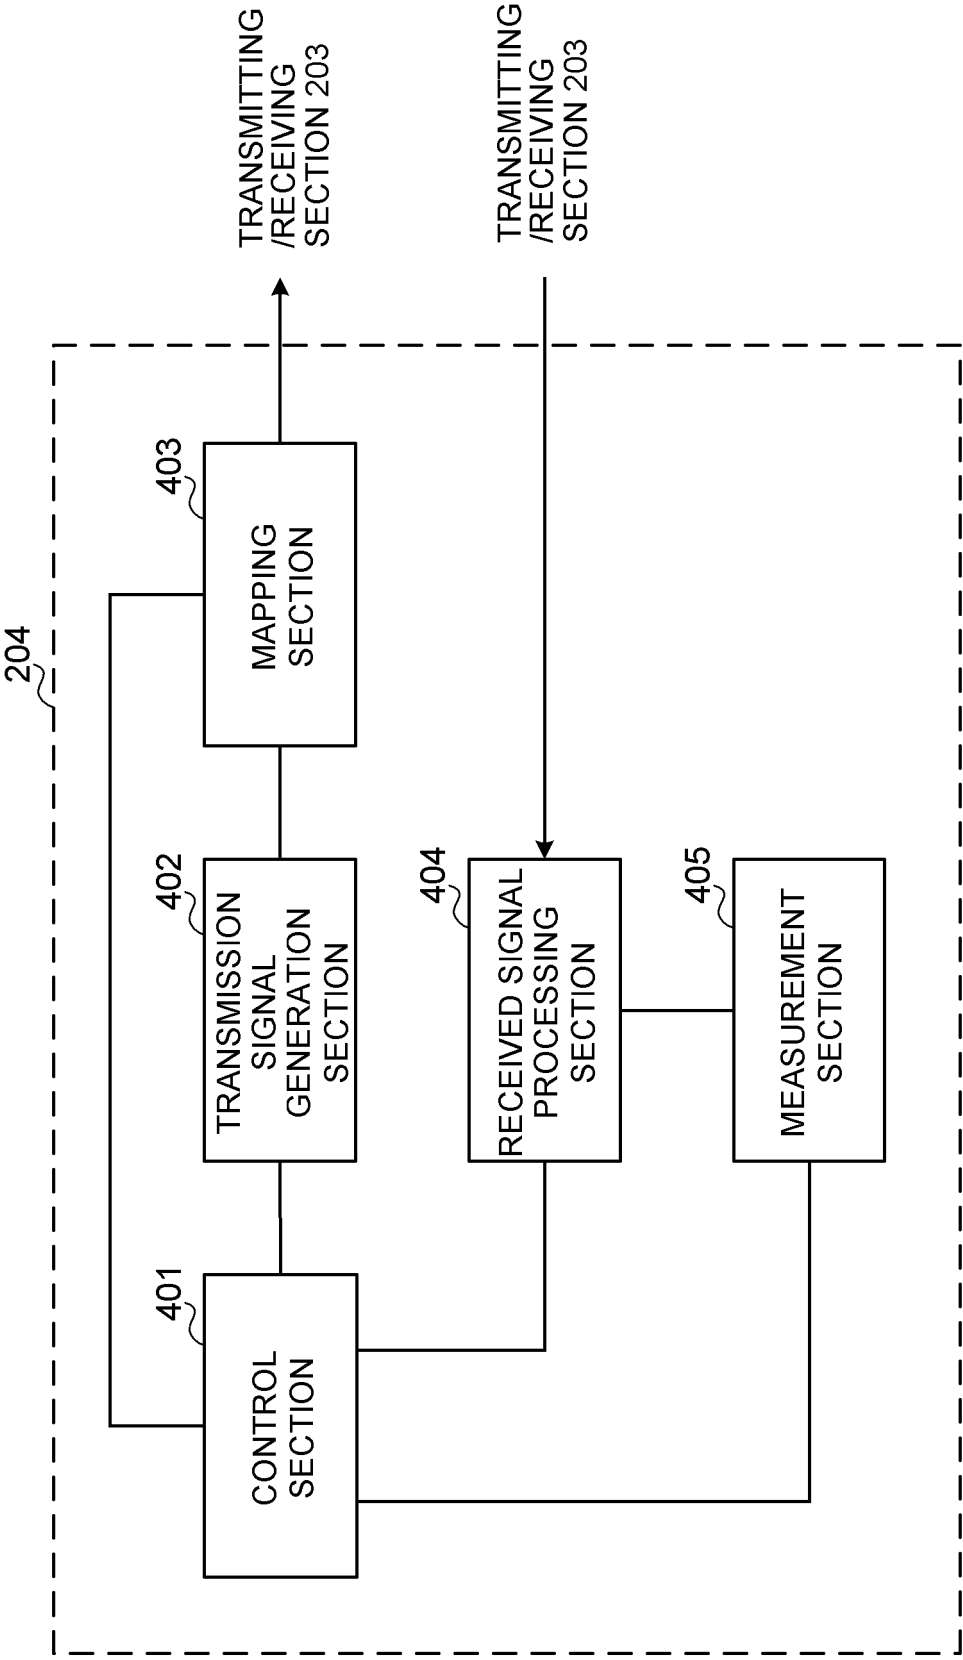 204
401
CONTROL
SECTION
402
TRANSMISSION
SIGNAL
GENERATION
SECTION
403
MAPPING
SECTION
TRANSMITTING
/RECEIVING
SECTION 203
404
RECEIVED SIGNAL
PROCESSING
SECTION
TRANSMITTING
/RECEIVING
SECTION 203
405
MEASUREMENT
SECTION